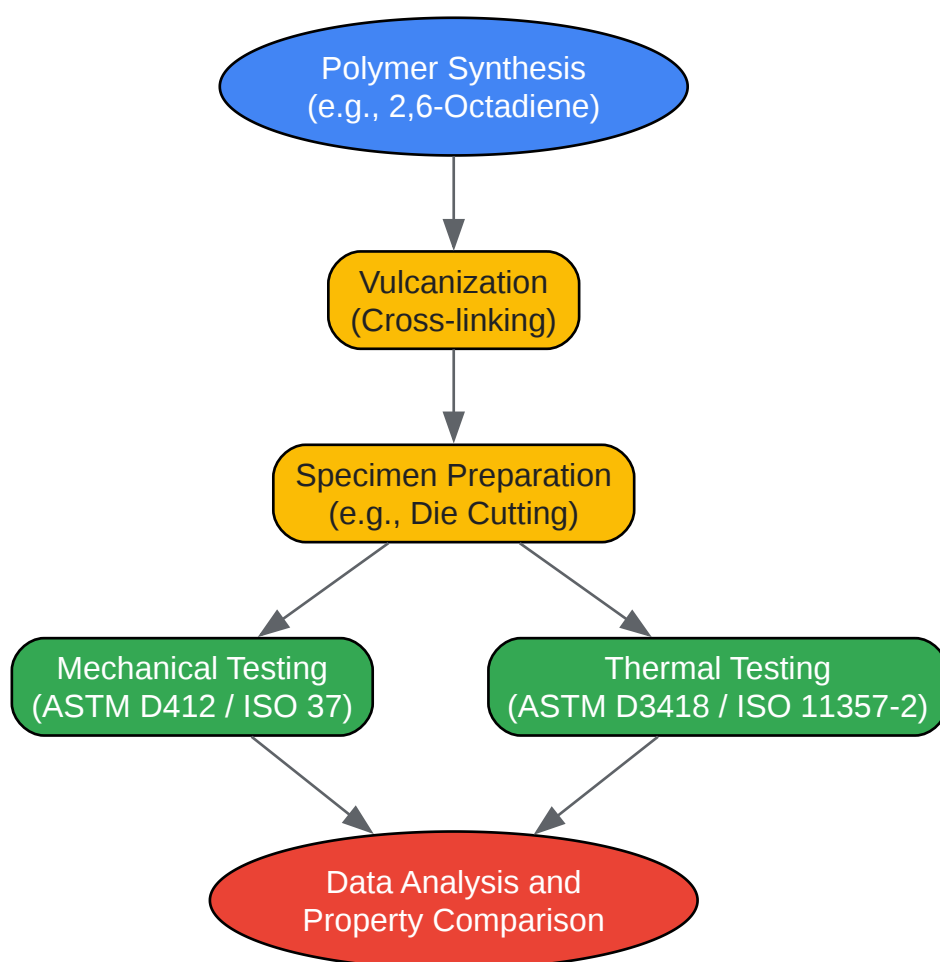 Polymer Synthesis
(e.g., 2,6-Octadiene)
Vulcanization
(Cross-linking)
Specimen Preparation
(e.g., Die Cutting)
Mechanical Testing
(ASTM D412 / ISO 37)
Thermal Testing
(ASTM D3418 / ISO 11357-2)
Data Analysis and
Property Comparison